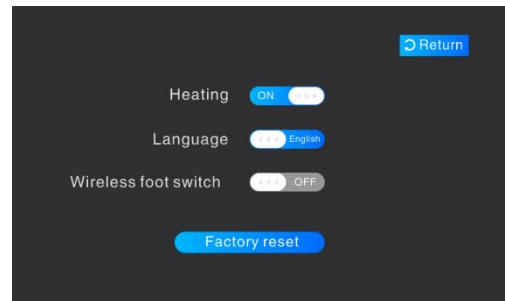 Return
Heating ON
Language English
Wireless foot switch OFF
Factory reset